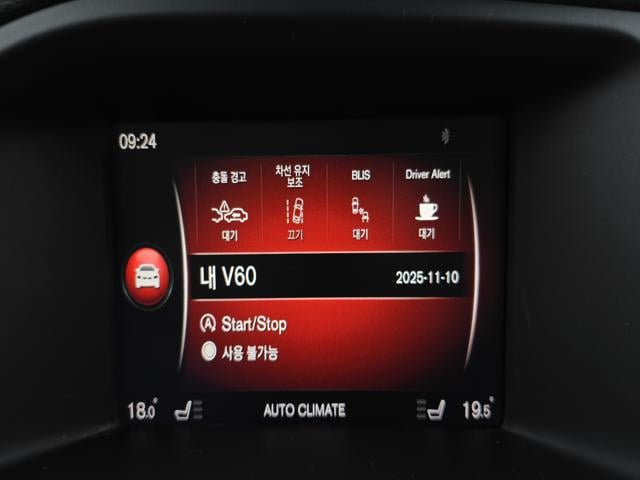 09:24
충돌 경고 차선 유지 보조 BLIS Driver Alert
대기 끄기 대기 대기
내 V60 2025-11-10
A Start/Stop
사용 불가능
18.0° AUTO CLIMATE 19.5°